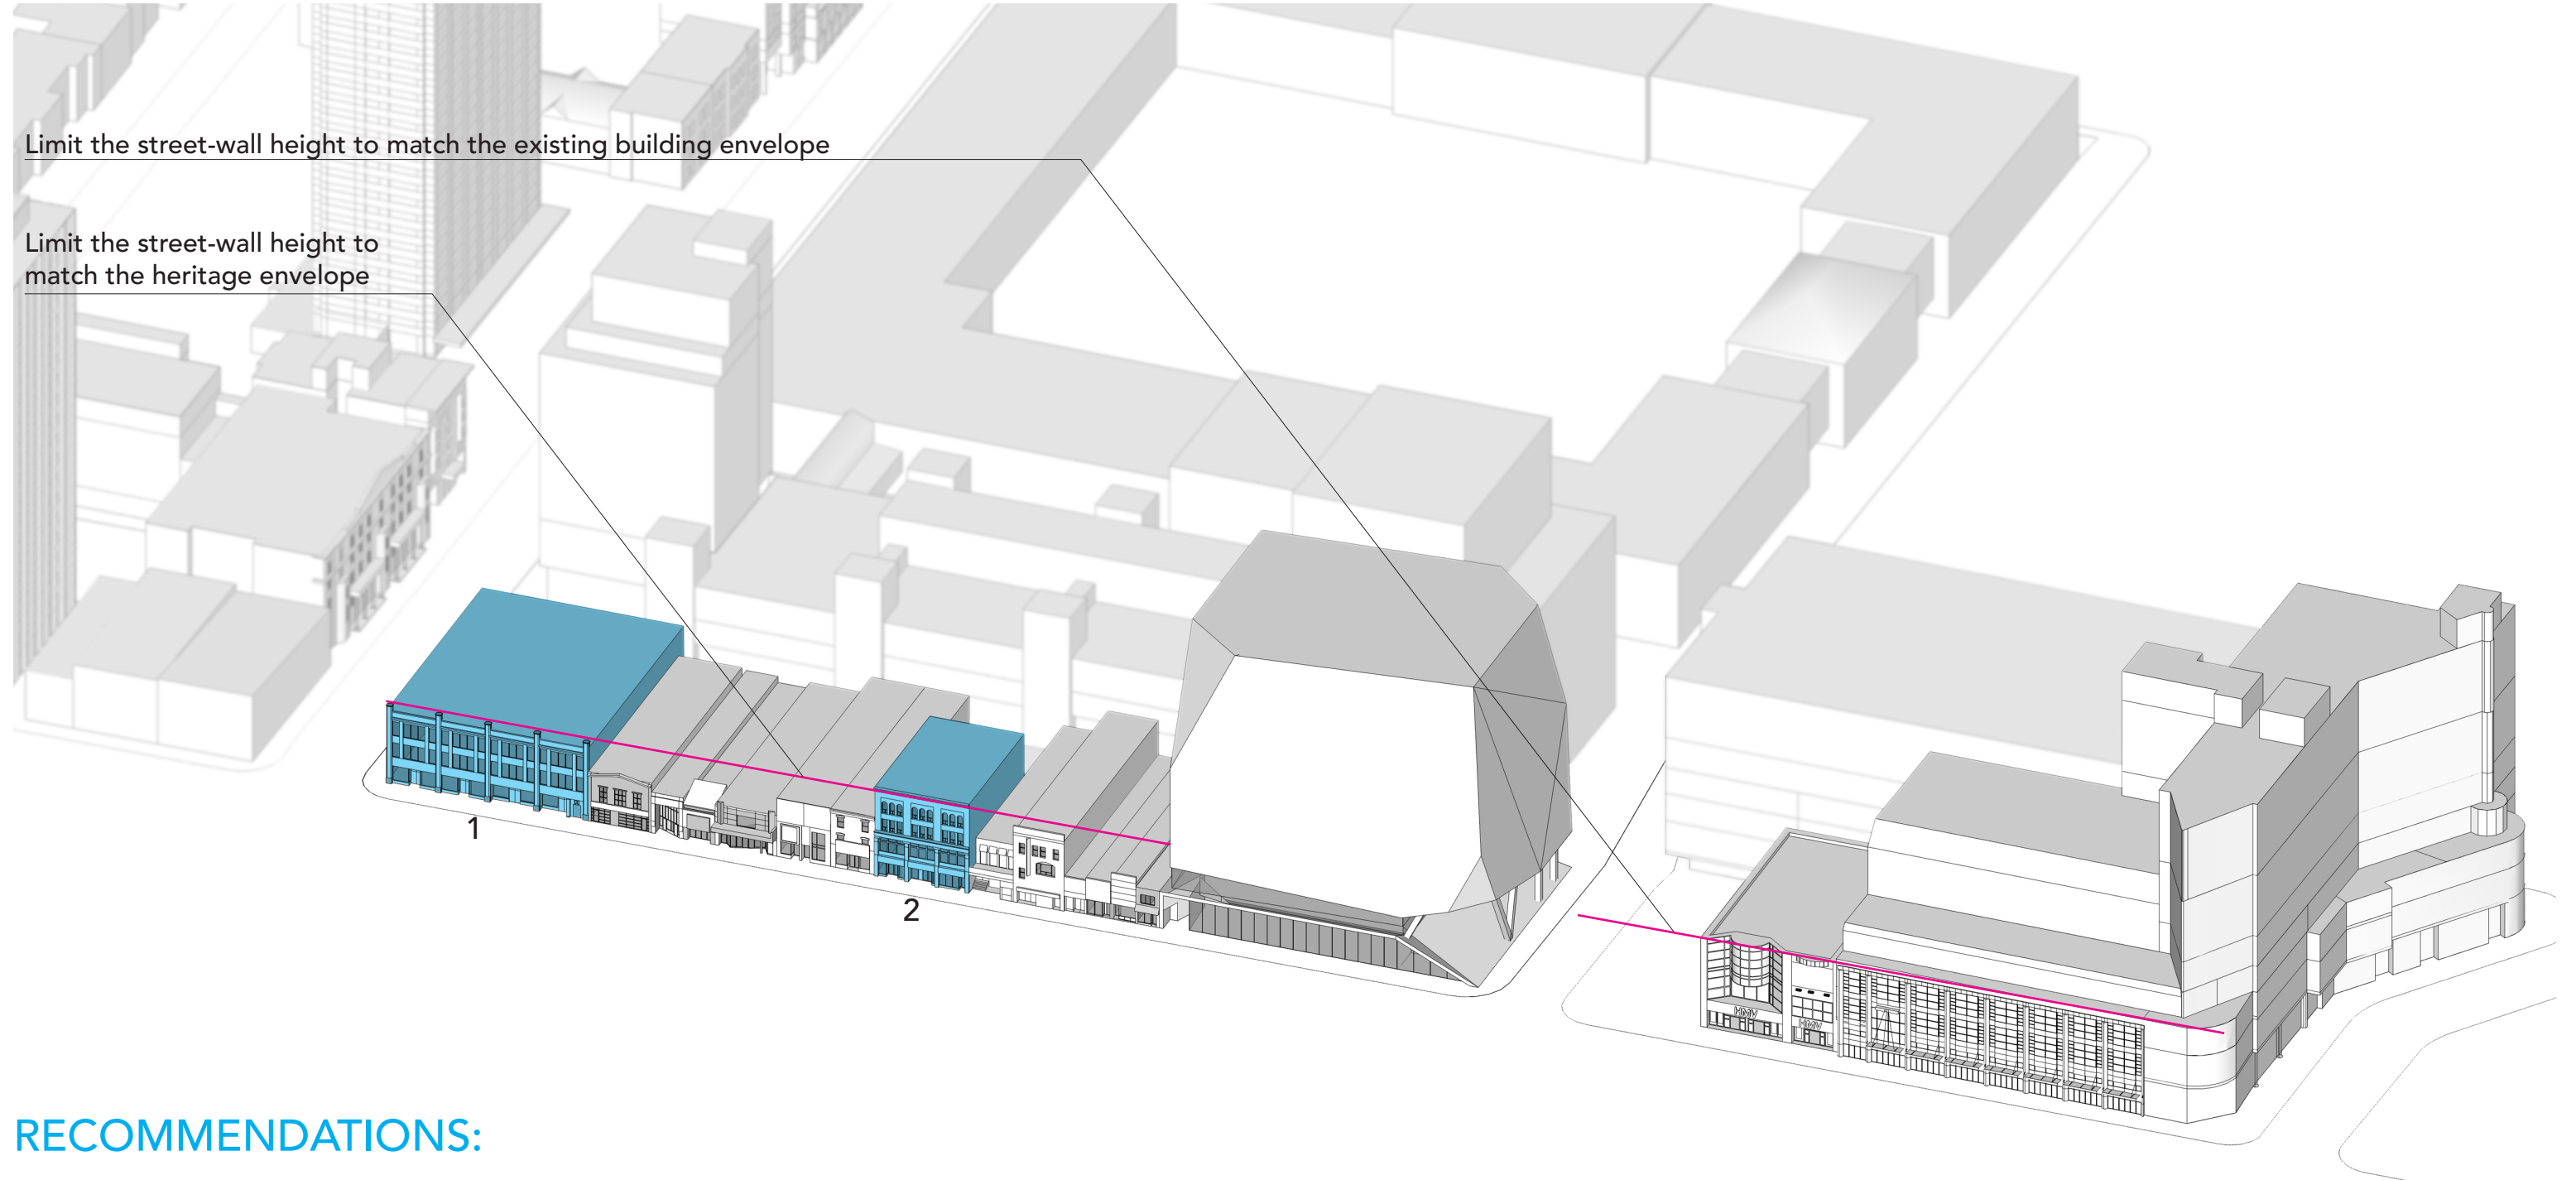 Limit the street-wall height to match the existing building envelope
Limit the street-wall height to
match the heritage envelope
1
2
HMV
HMV
RECOMMENDATIONS: